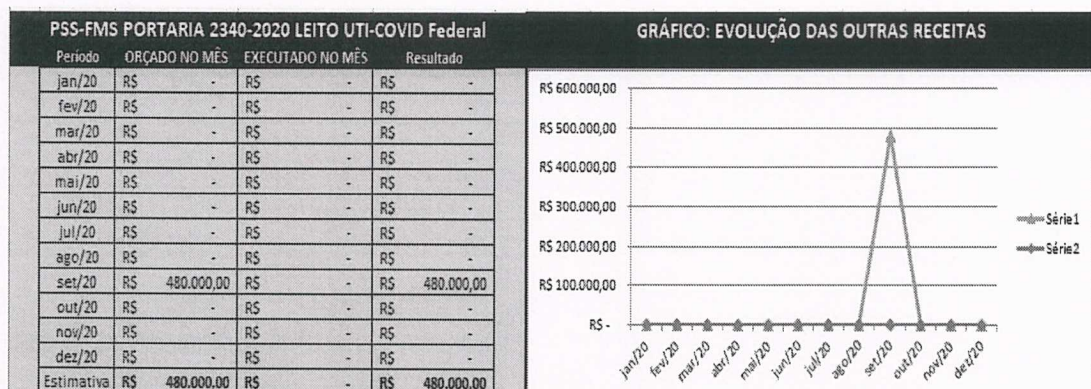 PSS-FMS PORTARIA 2340-2020 LEITO UTI-COVID Federal
Período ORÇADO NO MÊS EXECUTADO NO MÊS Resultado
jan/20 R$ - R$ - R$ -
fev/20 R$ - R$ - R$ -
mar/20 R$ - R$ - R$ -
abr/20 R$ - R$ - R$ -
mai/20 R$ - R$ - R$ -
jun/20 R$ - R$ - R$ -
jul/20 R$ - R$ - R$ -
ago/20 R$ - R$ - R$ -
set/20 R$ 480.000,00 R$ - R$ 480.000,00
out/20 R$ - R$ - R$ -
nov/20 R$ - R$ - R$ -
dez/20 R$ - R$ - R$ -
Estimativa R$ 480.000,00 R$ - R$ 480.000,00
GRÁFICO: EVOLUÇÃO DAS OUTRAS RECEITAS
R$ 600.000,00
R$ 500.000,00
R$ 400.000,00
R$ 300.000,00
R$ 200.000,00
R$ 100.000,00
R$ -
jan/20 fev/20 mar/20 abr/20 mai/20 jun/20 jul/20 ago/20 set/20 out/20 nov/20 dez/20
Série1
Série2